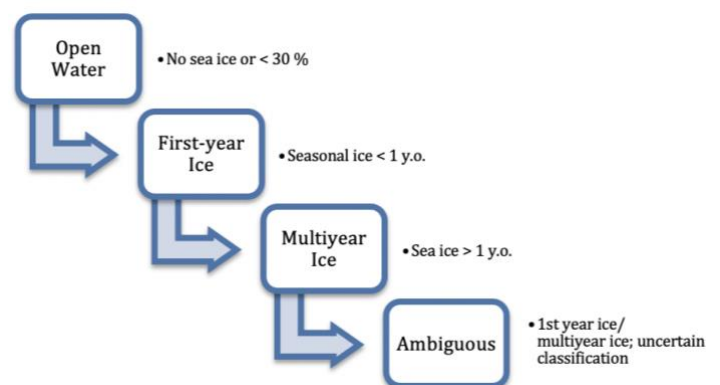 Open
Water
• No sea ice or < 30 %
First-year
Ice
• Seasonal ice < 1 y.o.
Multiyear
Ice
• Sea ice > 1 y.o.
Ambiguous
• 1st year ice/
multiyear ice; uncertain
classification